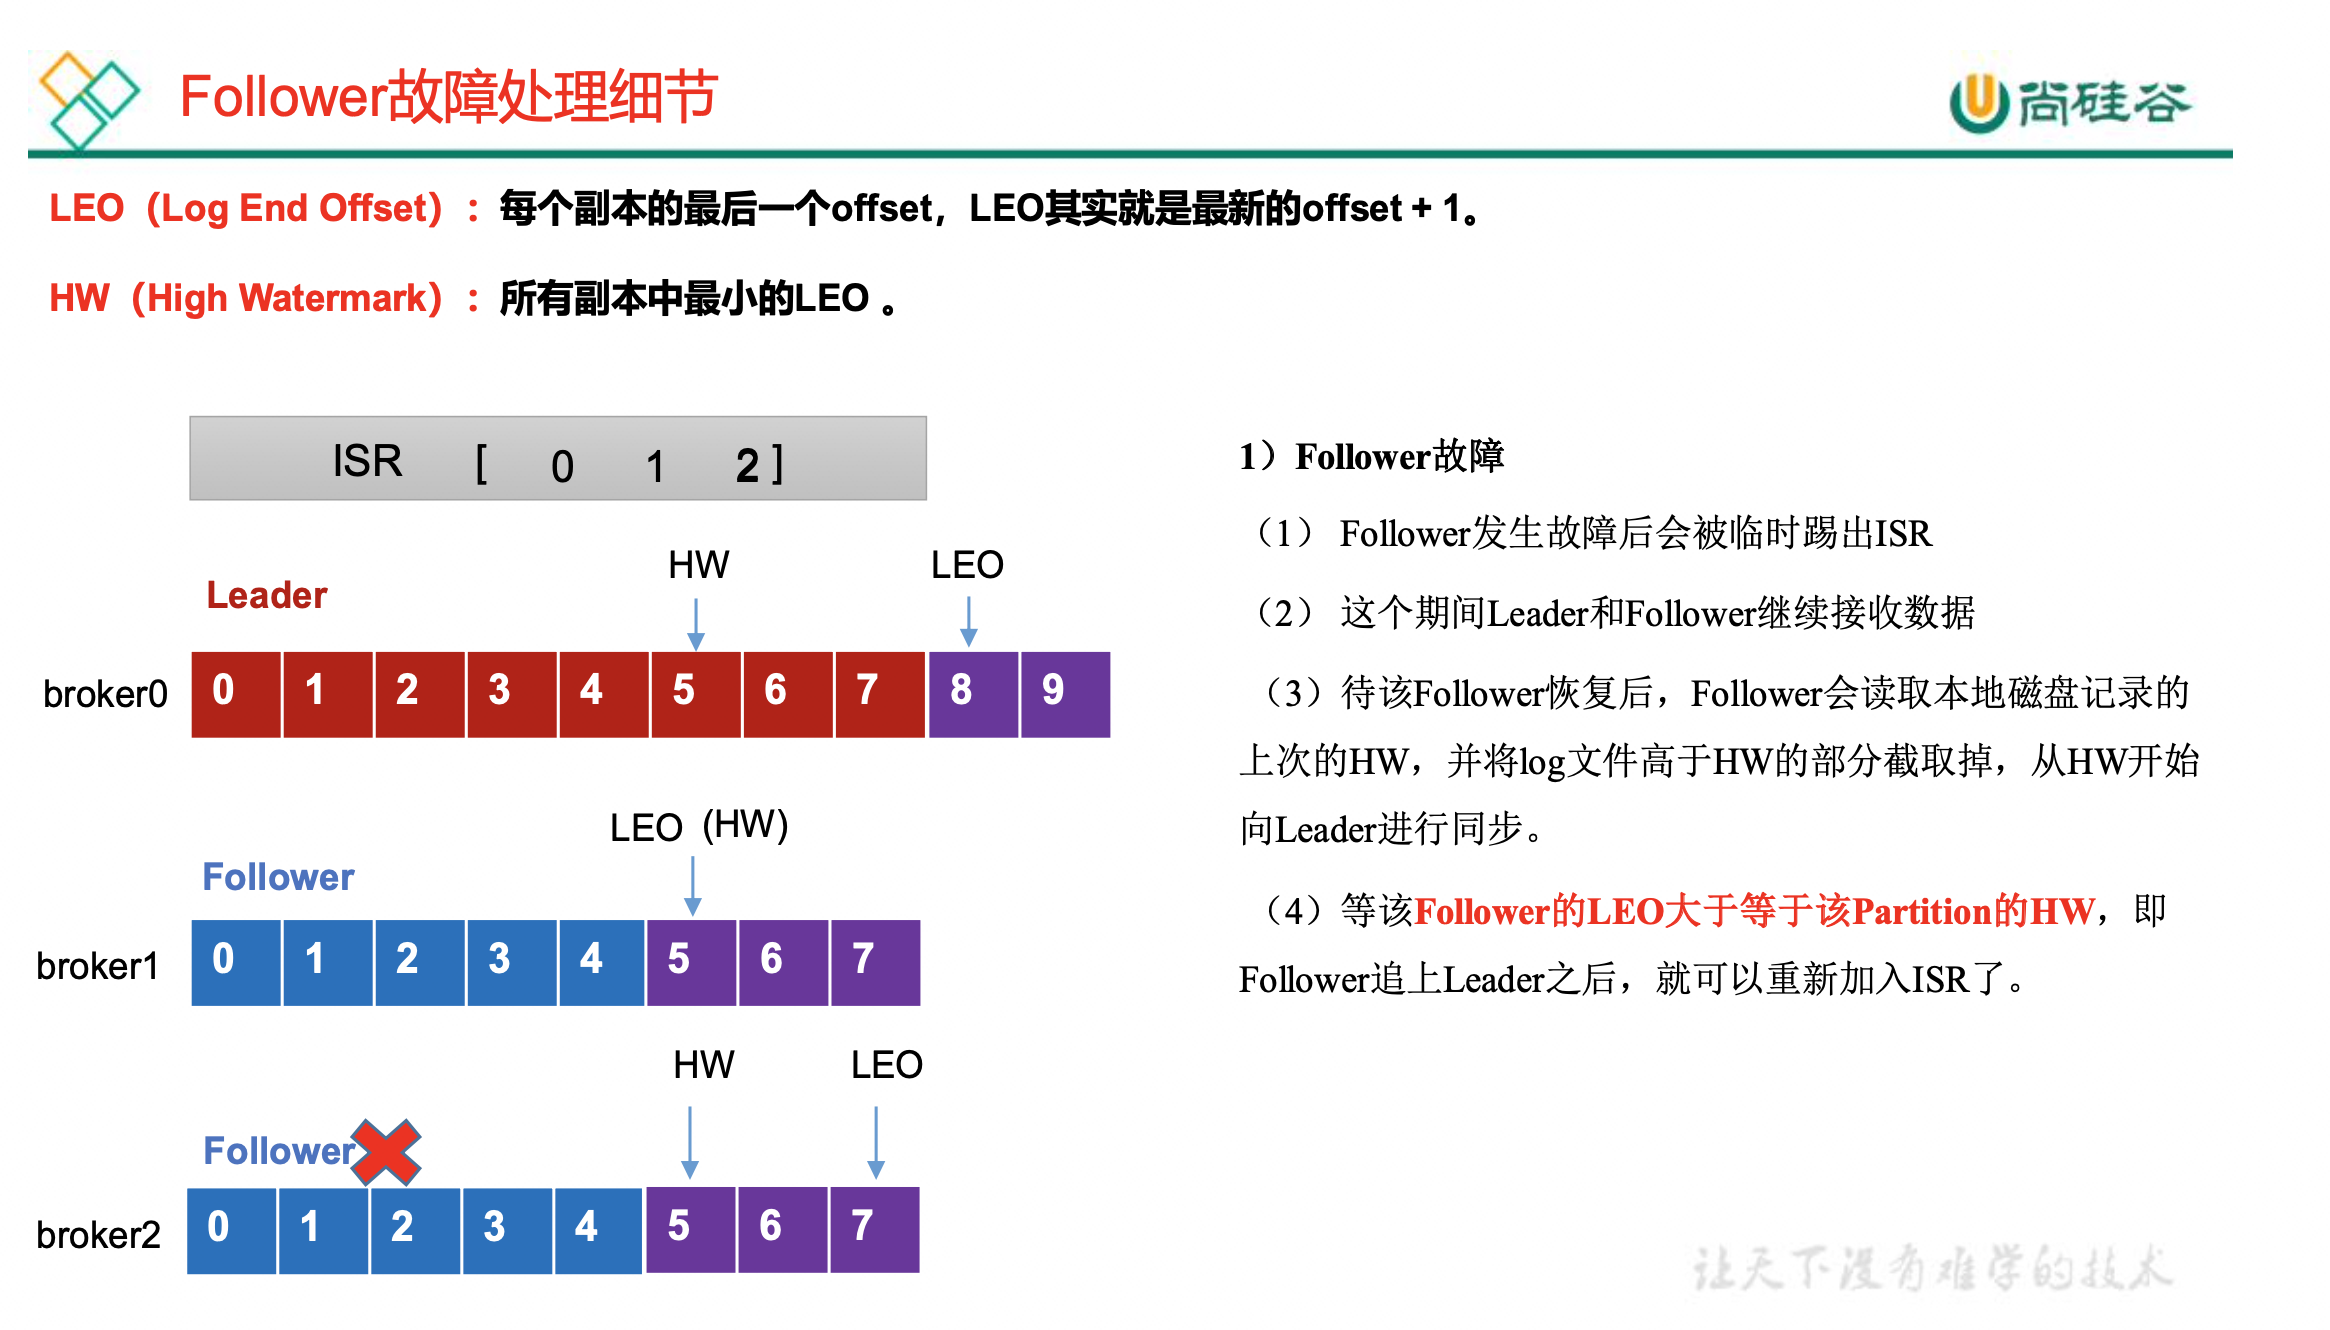 Follower故障处理细节
尚硅谷
LEO（Log End Offset）：每个副本的最后一个offset，LEO其实就是最新的offset + 1。
HW（High Watermark）：所有副本中最小的LEO 。
ISR [ 0 1 2 ]
HW LEO
Leader
broker0 0 1 2 3 4 5 6 7 8 9
LEO (HW)
Follower
broker1 0 1 2 3 4 5 6 7
HW LEO
Follower
broker2 0 1 2 3 4 5 6 7
1）Follower故障
（1） Follower发生故障后会被临时踢出ISR
（2） 这个期间Leader和Follower继续接收数据
（3）待该Follower恢复后，Follower会读取本地磁盘记录的
上次的HW，并将log文件高于HW的部分截取掉，从HW开始
向Leader进行同步。
（4）等该Follower的LEO大于等于该Partition的HW，即
Follower追上Leader之后，就可以重新加入ISR了。
让天下没有难学的技术